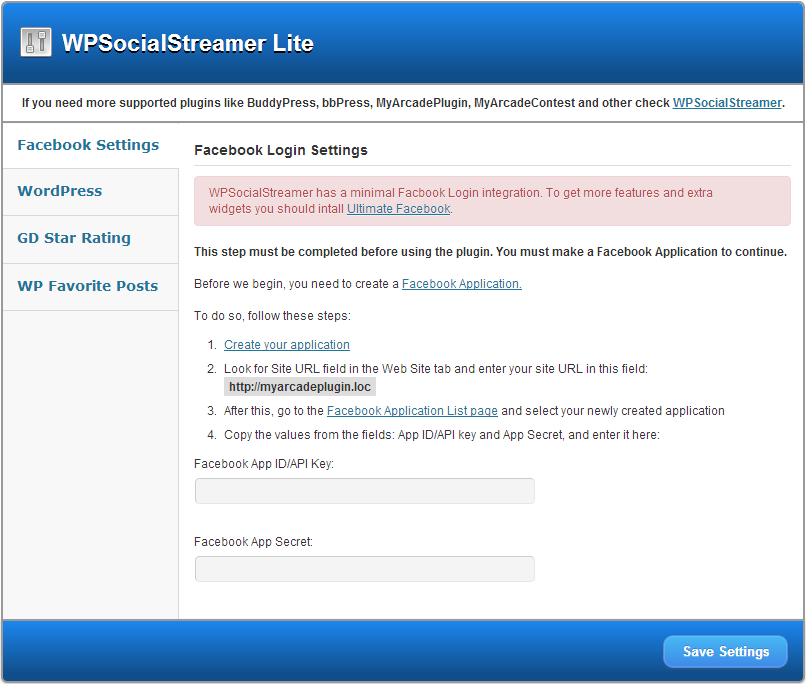 WPSocialStreamer Lite
If you need more supported plugins like BuddyPress, bbPress, MyArcadePlugin, MyArcadeContest and other check WPSocialStreamer.
Facebook Settings
WordPress
GD Star Rating
WP Favorite Posts
Facebook Login Settings
WPSocialStreamer has a minimal Facbook Login integration. To get more features and extra
widgets you should intall Ultimate Facebook.
This step must be completed before using the plugin. You must make a Facebook Application to continue.
Before we begin, you need to create a Facebook Application.
To do so, follow these steps:
1. Create your application
2. Look for Site URL field in the Web Site tab and enter your site URL in this field:
http://myarcadeplugin.loc
3. After this, go to the Facebook Application List page and select your newly created application
4. Copy the values from the fields: App ID/API key and App Secret, and enter it here:
Facebook App ID/API Key:
Facebook App Secret:
Save Settings